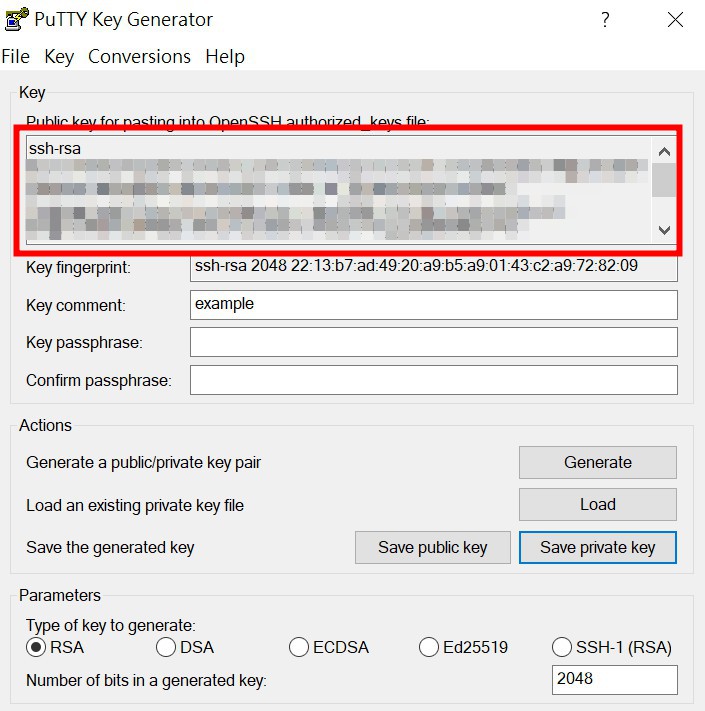 PuTTY Key Generator ?
File Key Conversions Help
Key
Public key for pasting into OpenSSH authorized_keys file:
ssh-rsa
Key fingerprint: ssh-rsa 2048 22:13:b7:ad:49:20:a9:b5:a9:01:43:c2:a9:72:82:09
Key comment: example
Key passphrase:
Confirm passphrase:
Actions
Generate a public/private key pair Generate
Load an existing private key file Load
Save the generated key Save public key Save private key
Parameters
Type of key to generate:
RSA DSA ECDSA Ed25519 SSH-1 (RSA)
Number of bits in a generated key: 2048